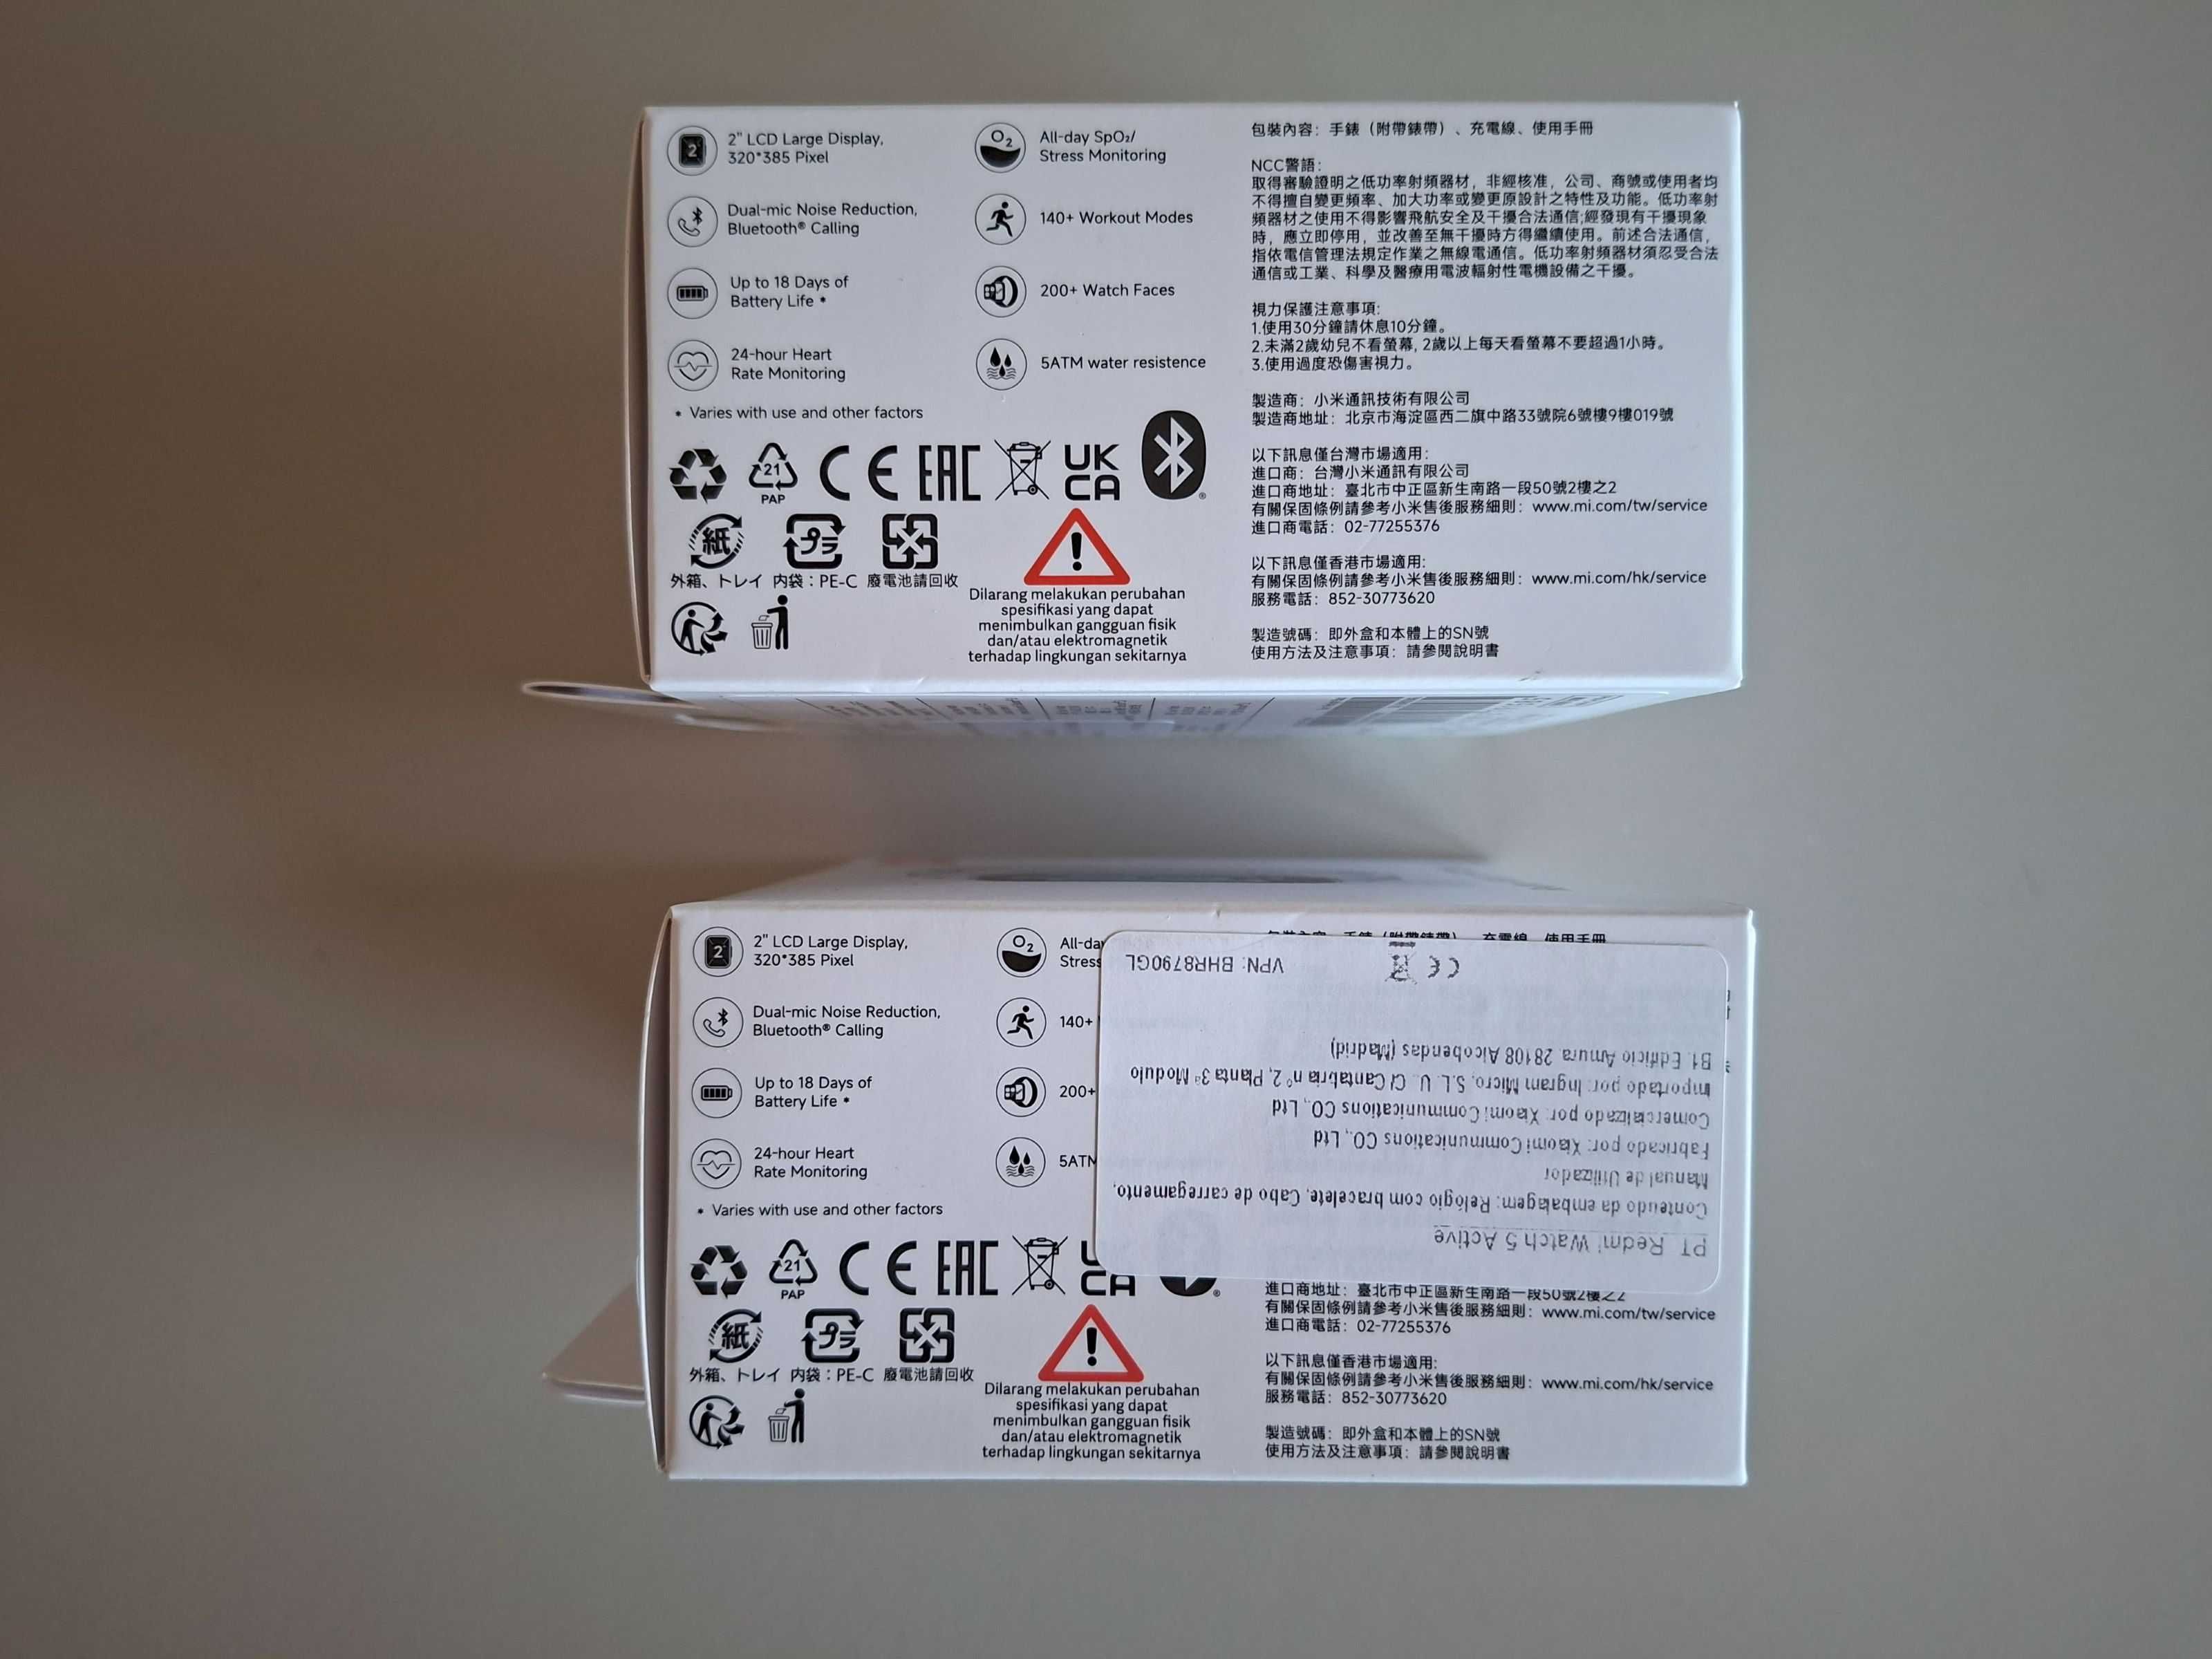 2" LCD Large Display,
320*385 Pixel
Dual-mic Noise Reduction,
Bluetooth® Calling
Up to 18 Days of
Battery Life *
24-hour Heart
Rate Monitoring
* Varies with use and other factors
All-day SpO₂/
Stress Monitoring
140+ Workout Modes
200+ Watch Faces
5ATM water resistence
21
PAP
CE EAC UK
CA
紙
プラ
外箱、トレイ 内袋：PE-C 廢電池請回收
Dilarang melakukan perubahan
spesifikasi yang dapat
menimbulkan gangguan fisik
dan/atau elektromagnetik
terhadap lingkungan sekitarnya
包裝內容：手錶（附帶錶帶）、充電線、使用手冊
NCC警語：
取得審驗證明之低功率射頻器材，非經核准，公司、商號或使用者均
不得擅自變更頻率、加大功率或變更原設計之特性及功能。低功率射
頻器材之使用不得影響飛航安全及干擾合法通信;經發現有干擾現象
時，應立即停用，並改善至無干擾時方得繼續使用。前述合法通信，
指依電信管理法規定作業之無線電通信。低功率射頻器材須忍受合法
通信或工業、科學及醫療用電波輻射性電機設備之干擾。
視力保護注意事項:
1.使用30分鐘請休息10分鐘。
2.未滿2歲幼兒不看螢幕, 2歲以上每天看螢幕不要超過1小時。
3.使用過度恐傷害視力。
製造商：小米通訊技術有限公司
製造商地址：北京市海淀區西二旗中路33號院6號樓9樓019號
以下訊息僅台灣市場適用：
進口商：台灣小米通訊有限公司
進口商地址：臺北市中正區新生南路一段50號2樓之2
有關保固條例請參考小米售後服務細則：www.mi.com/tw/service
進口商電話：02-77255376
以下訊息僅香港市場適用:
有關保固條例請參考小米售後服務細則：www.mi.com/hk/service
服務電話：852-30773620
製造號碼：即外盒和本體上的SN號
使用方法及注意事項：請參閱說明書
2" LCD Large Display,
320*385 Pixel
Dual-mic Noise Reduction,
Bluetooth® Calling
Up to 18 Days of
Battery Life *
24-hour Heart
Rate Monitoring
* Varies with use and other factors
All-day
Stress
140+
200+
5ATM
21
PAP
CE EAC
CA
紙
プラ
外箱、トレイ 内袋：PE-C 廢電池請回收
Dilarang melakukan perubahan
spesifikasi yang dapat
menimbulkan gangguan fisik
dan/atau elektromagnetik
terhadap lingkungan sekitarnya
PT Redmi Watch 5 Active
Conteúdo da embalagem: Relógio com bracelete, Cabo de carregamento,
Manual de Utilizador
Fabricado por: Xiaomi Communications CO., Ltd
Comercializado por: Xiaomi Communications CO., Ltd
Importado por: Ingram Micro, S.L.U. C/ Cantabria nº 2, Planta 3ª Modulo
B1. Edificio Amura. 28108 Alcobendas (Madrid)
CE
VPN: BHR8790GL
包裝內容：手錶（附帶錶帶）、充電線、使用手冊
進口商地址：臺北市中正區新生南路一段50號2樓之2
有關保固條例請參考小米售後服務細則：www.mi.com/tw/service
進口商電話：02-77255376
以下訊息僅香港市場適用:
有關保固條例請參考小米售後服務細則：www.mi.com/hk/service
服務電話：852-30773620
製造號碼：即外盒和本體上的SN號
使用方法及注意事項：請參閱說明書